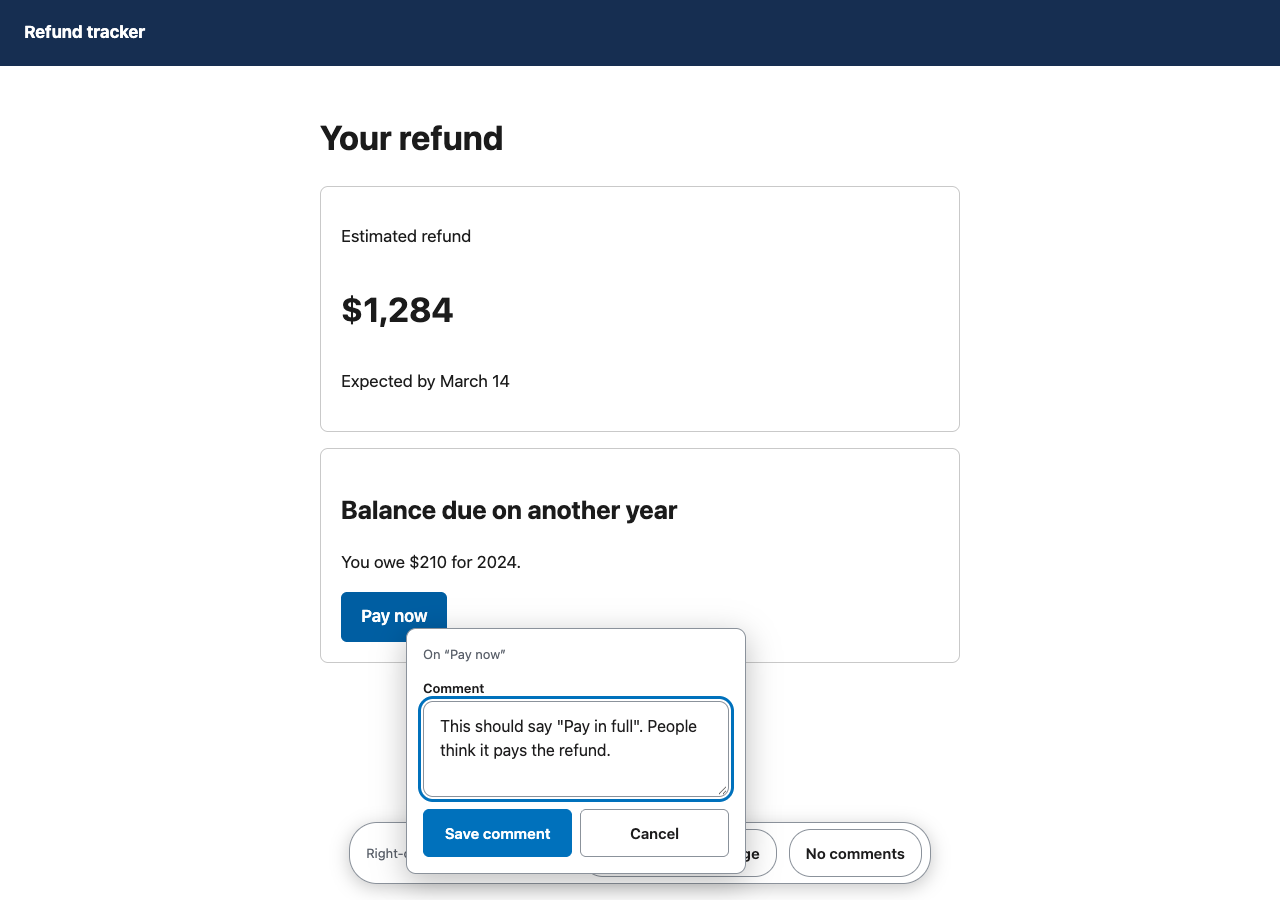 Refund tracker
Your refund
Estimated refund
$1,284
Expected by March 14
Balance due on another year
You owe $210 for 2024.
Pay now
On “Pay now”
Comment
This should say "Pay in full". People
think it pays the refund.
Save comment
Cancel
No comments